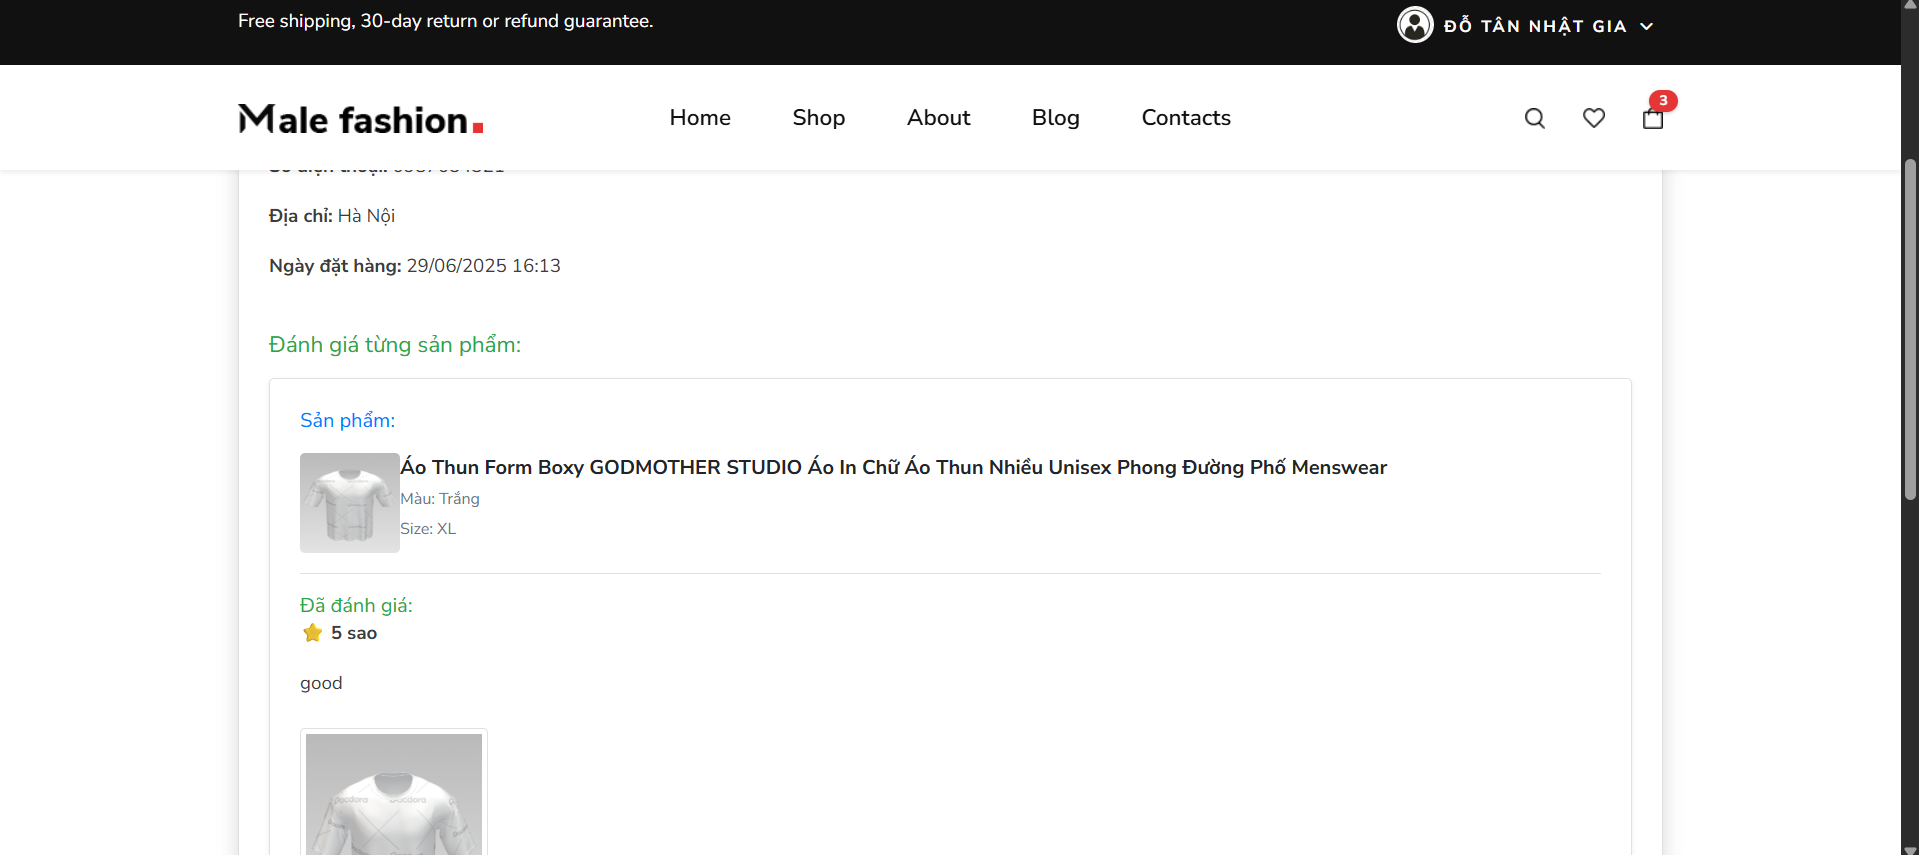 Free shipping, 30-day return or refund guarantee.
ĐỖ TÂN NHẬT GIA
Male fashion.
Home
Shop
About
Blog
Contacts
3
Địa chỉ: Hà Nội
Ngày đặt hàng: 29/06/2025 16:13
Đánh giá từng sản phẩm:
Sản phẩm:
Áo Thun Form Boxy GODMOTHER STUDIO Áo In Chữ Áo Thun Nhiều Unisex Phong Đường Phố Menswear
Màu: Trắng
Size: XL
Đã đánh giá:
5 sao
good
pacdora
pacdora